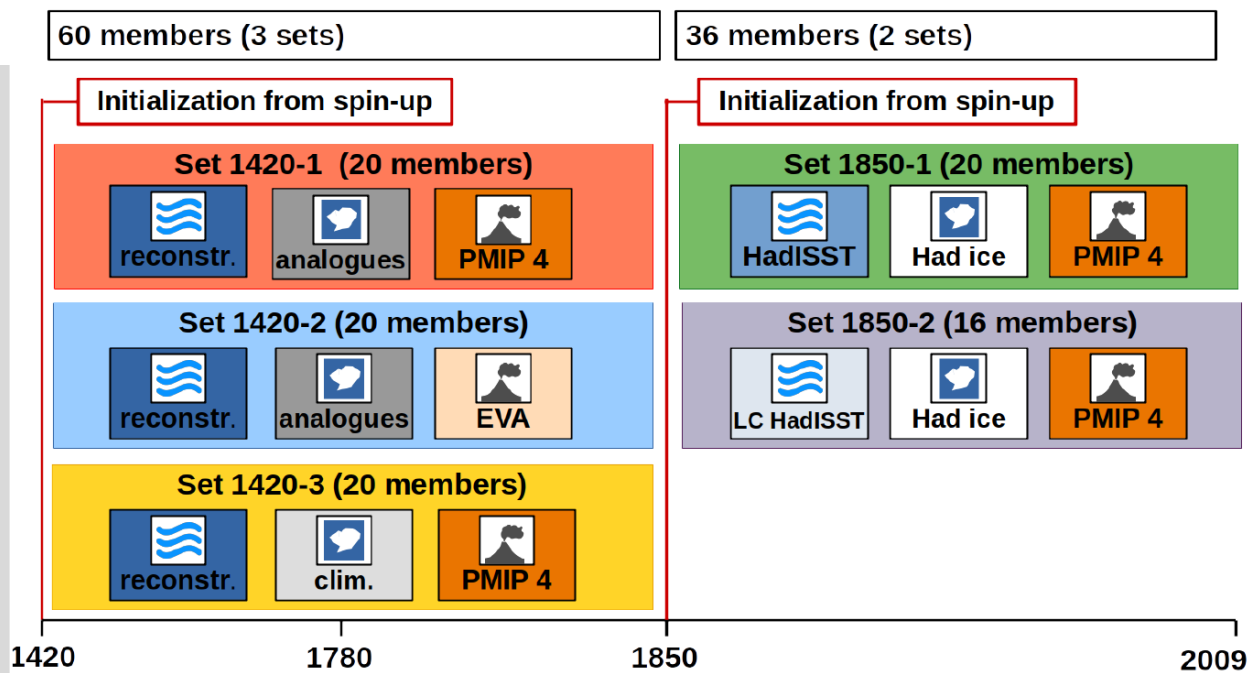 60 members (3 sets)
36 members (2 sets)
Initialization from spin-up
Initialization from spin-up
Set 1420-1 (20 members)
reconstr.
analogues
PMIP 4
Set 1850-1 (20 members)
HadISST
Had ice
PMIP 4
Set 1420-2 (20 members)
reconstr.
analogues
EVA
Set 1850-2 (16 members)
LC HadISST
Had ice
PMIP 4
Set 1420-3 (20 members)
reconstr.
clim.
PMIP 4
1420
1780
1850
2009